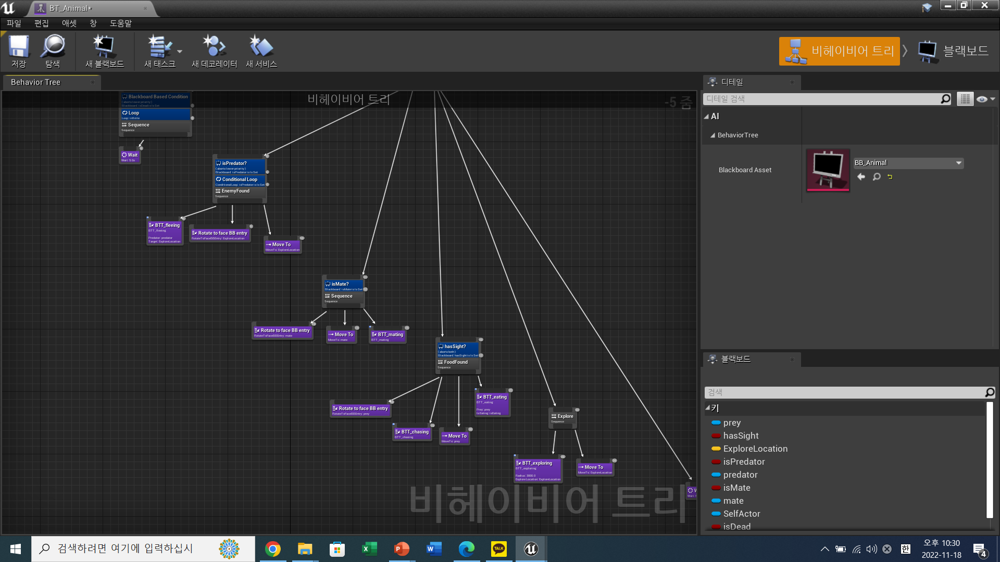 BT_Animal*
파일 편집 애셋 창 도움말
저장 탐색 새 블랙보드 새 태스크 새 데코레이터 새 서비스
비헤이비어 트리 블랙보드
Behavior Tree
비헤이비어 트리
-5 줌
Blackboard Based Condition
(aborts lower priority)
Blackboard: isDead is Is Set
Loop
Loop: infinite
Sequence
Sequence
Wait
Wait: 5.0s
isPredator?
(aborts lower priority)
Blackboard: isPredator is Is Set
Conditional Loop
Conditional Loop: isPredator is Is Set
EnemyFound
Sequence
BTT_fleeing
BTT_fleeing:
Predator: predator
Target: ExploreLocation
Rotate to face BB entry
RotateToFaceBBEntry: ExploreLocation
Move To
MoveTo: ExploreLocation
isMate?
Blackboard: isMate is Is Set
Sequence
Sequence
Rotate to face BB entry
RotateToFaceBBEntry: mate
Move To
MoveTo: mate
BTT_mating
BTT_mating:
hasSight?
(aborts both)
Blackboard: hasSight is Is Set
FoodFound
Sequence
Rotate to face BB entry
RotateToFaceBBEntry: prey
BTT_chasing
BTT_chasing:
Move To
MoveTo: prey
BTT_eating
BTT_eating:
Prey: prey
Is Eating: isEating
Explore
Sequence
BTT_exploring
BTT_exploring:
Radius: 3000.0
Explore Location: ExploreLocation
Move To
MoveTo: ExploreLocation
비헤이비어 트리
디테일
디테일 검색
AI
BehaviorTree
Blackboard Asset
BB_Animal
블랙보드
검색
키
prey
hasSight
ExploreLocation
isPredator
predator
isMate
mate
SelfActor
isDead
검색하려면 여기에 입력하십시
TALK
한
오후 10:30
2022-11-18
4